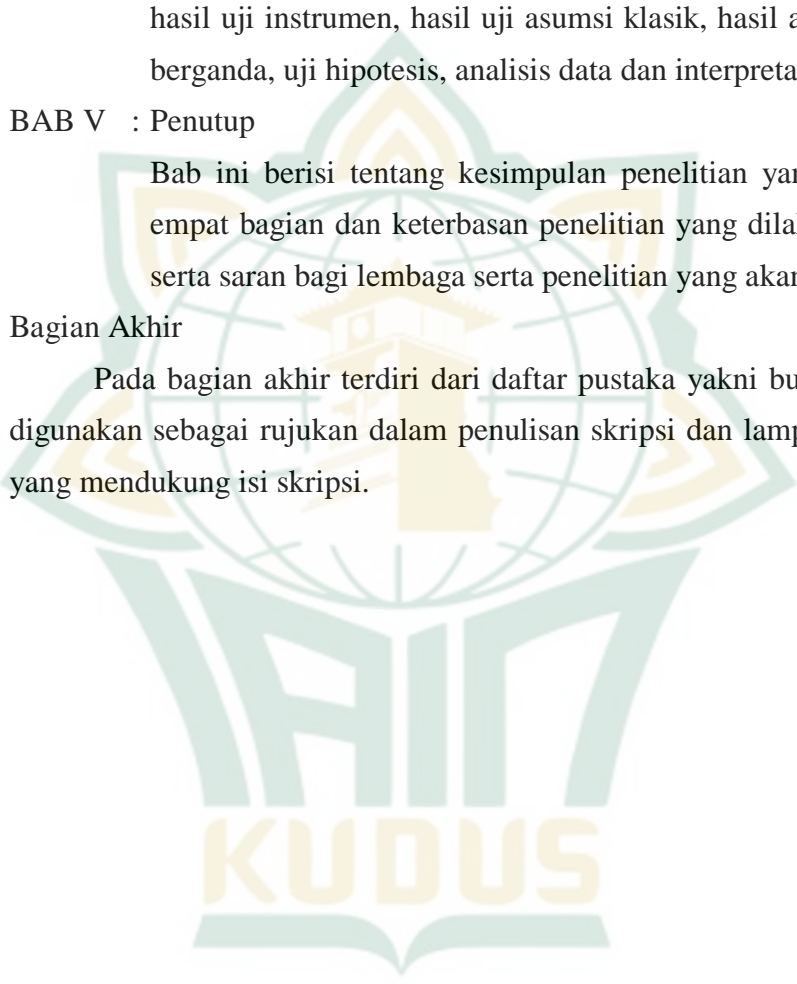 hasil uji instrumen, hasil uji asumsi klasik, hasil
berganda, uji hipotesis, analisis data dan
BAB V : Penutup
Bab ini berisi tentang kesimpulan penelitian
empat bagian dan keterbasan penelitian yang
serta saran bagi lembaga serta penelitian yang
Bagian Akhir
Pada bagian akhir terdiri dari daftar pustaka yakni
digunakan sebagai rujukan dalam penulisan skripsi dan
yang mendukung isi skripsi.
IAIN
KUDUS